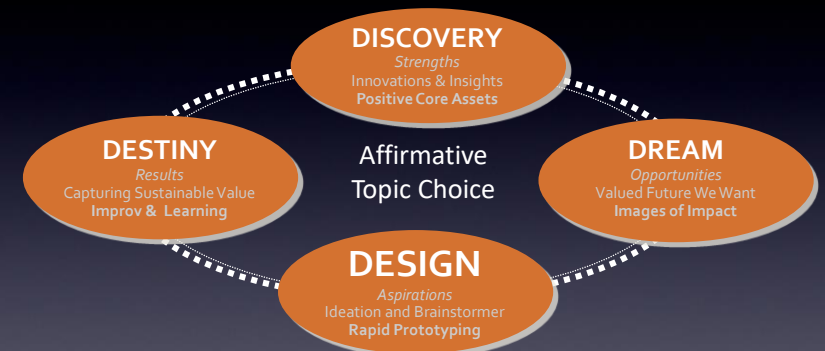 DISCOVERY
Strengths
Innovations & Insights
Positive Core Assets
DESTINY
Results
Capturing Sustainable Value
Improv & Learning
Affirmative
Topic Choice
DREAM
Opportunities
Valued Future We Want
Images of Impact
DESIGN
Aspirations
Ideation and Brainstormer
Rapid Prototyping